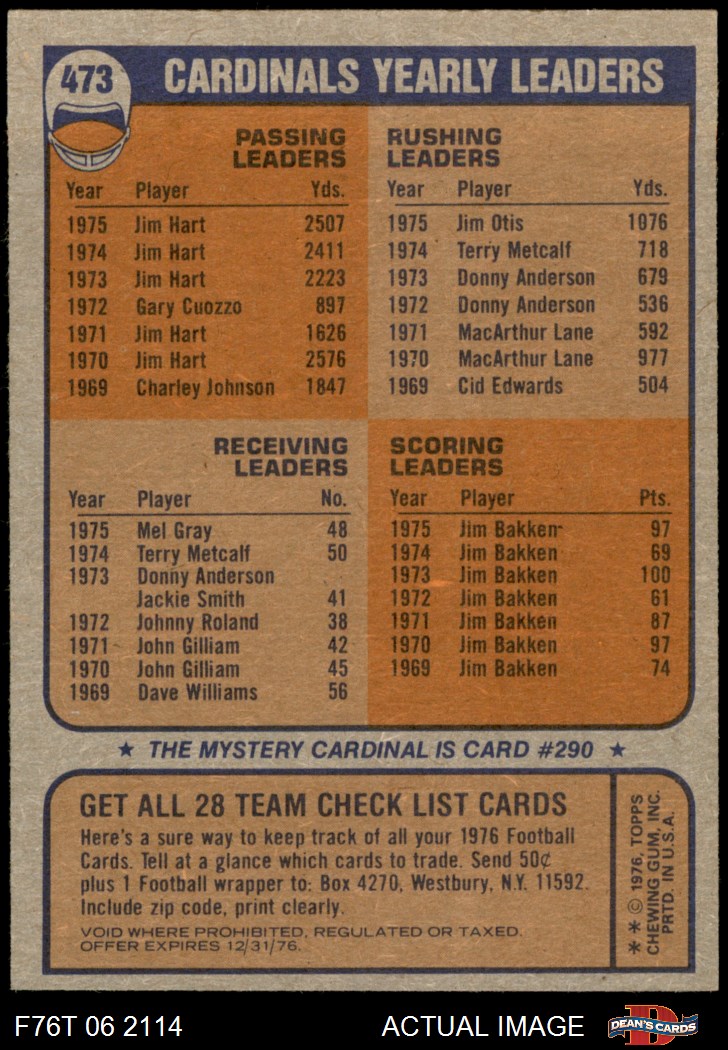 473
CARDINALS YEARLY LEADERS
PASSING
LEADERS
Year Player Yds.
1975 Jim Hart 2507
1974 Jim Hart 2411
1973 Jim Hart 2223
1972 Gary Cuozzo 897
1971 Jim Hart 1626
1970 Jim Hart 2576
1969 Charley Johnson 1847
RUSHING
LEADERS
Year Player Yds.
1975 Jim Otis 1076
1974 Terry Metcalf 718
1973 Donny Anderson 679
1972 Donny Anderson 536
1971 MacArthur Lane 592
1970 MacArthur Lane 977
1969 Cid Edwards 504
RECEIVING
LEADERS
Year Player No.
1975 Mel Gray 48
1974 Terry Metcalf 50
1973 Donny Anderson
Jackie Smith 41
1972 Johnny Roland 38
1971 John Gilliam 42
1970 John Gilliam 45
1969 Dave Williams 56
SCORING
LEADERS
Year Player Pts.
1975 Jim Bakken 97
1974 Jim Bakken 69
1973 Jim Bakken 100
1972 Jim Bakken 61
1971 Jim Bakken 87
1970 Jim Bakken 97
1969 Jim Bakken 74
★ THE MYSTERY CARDINAL IS CARD #290 ★
GET ALL 28 TEAM CHECK LIST CARDS
Here's a sure way to keep track of all your 1976 Football
Cards. Tell at a glance which cards to trade. Send 50¢
plus 1 Football wrapper to: Box 4270, Westbury, N.Y. 11592.
Include zip code, print clearly.
VOID WHERE PROHIBITED, REGULATED OR TAXED.
OFFER EXPIRES 12/31/76.
** © 1976, TOPPS
CHEWING GUM, INC.
PRTD. IN U.S.A.
F76T 06 2114
ACTUAL IMAGE
D
DEAN'S CARDS